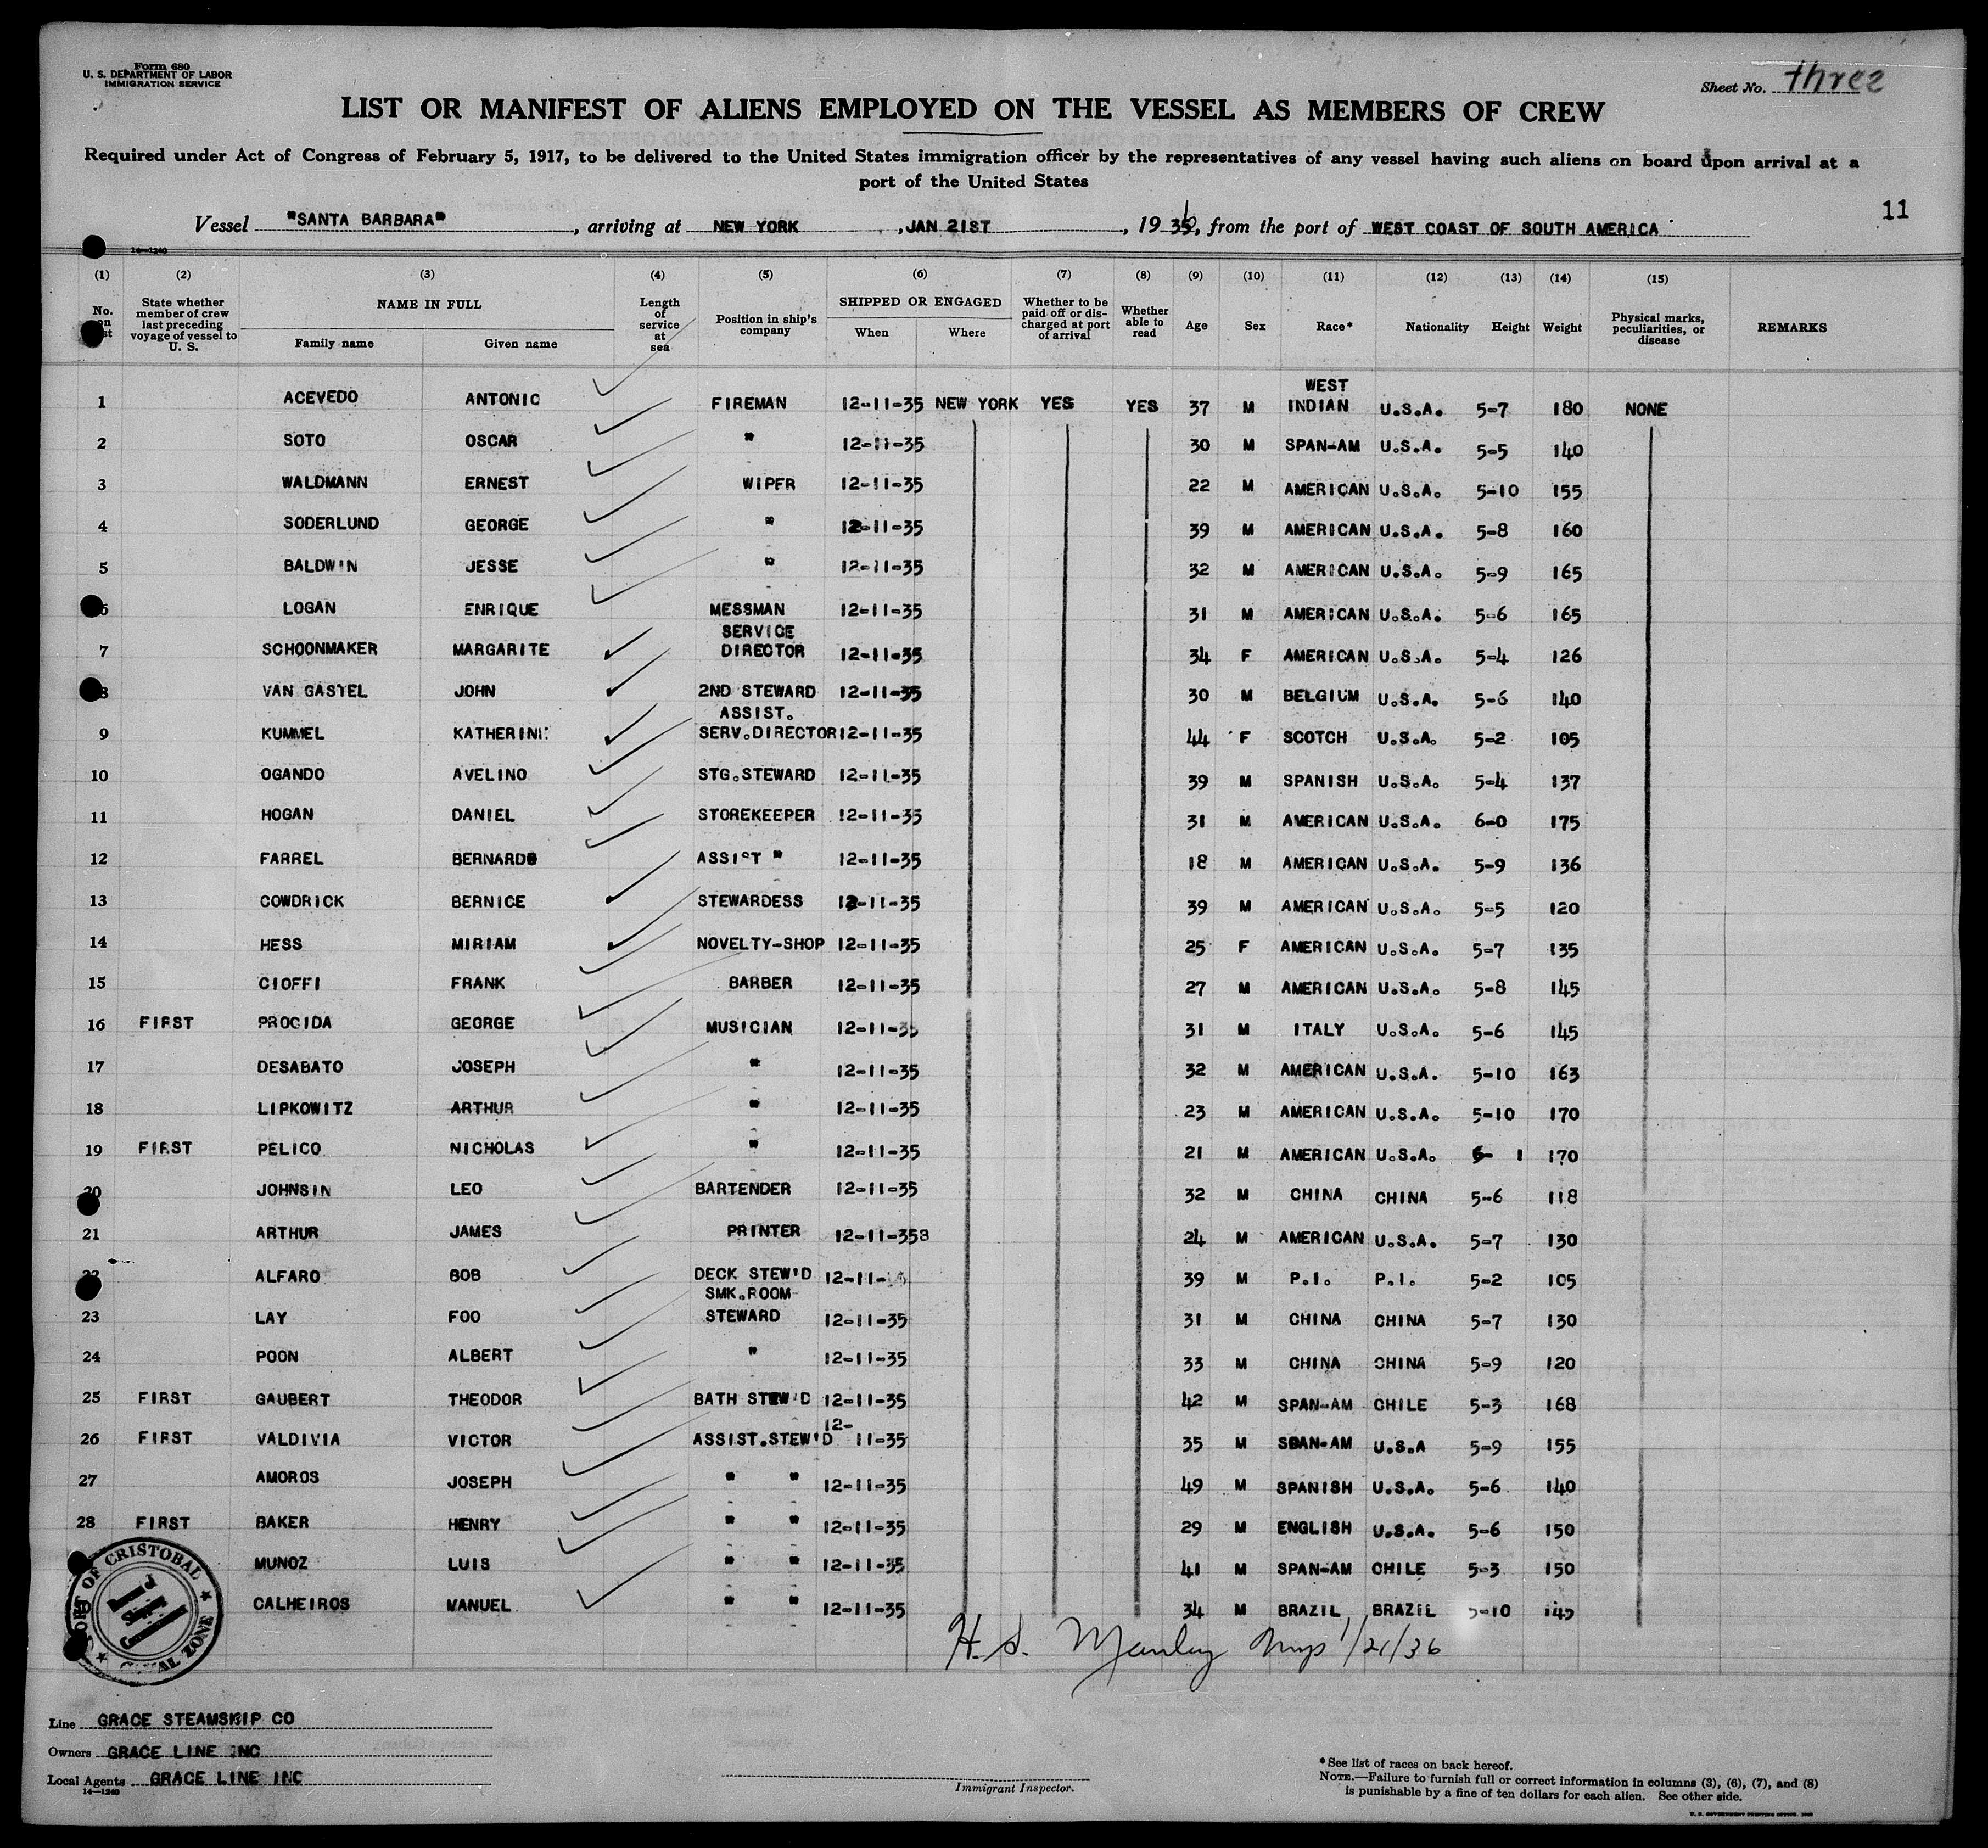 Form 680
U. S. DEPARTMENT OF LABOR
IMMIGRATION SERVICE
Sheet No. three
LIST OR MANIFEST OF ALIENS EMPLOYED ON THE VESSEL AS MEMBERS OF CREW
Required under Act of Congress of February 5, 1917, to be delivered to the United States immigration officer by the representatives of any vessel having such aliens on board upon arrival at a
port of the United States
11
Vessel "SANTA BARBARA", arriving at NEW YORK, JAN 21ST, 1936, from the port of WEST COAST OF SOUTH AMERICA
14—1240
(1) (2) (3) (4) (5) (6) (7) (8) (9) (10) (11) (12) (13) (14) (15)
No. on State whether member of crew last preceding voyage of vessel to U. S. NAME IN FULL Family name Given name Length of service at sea Position in ship's company SHIPPED OR ENGAGED When Where Whether to be paid off or discharged at port of arrival Whether able to read Age Sex Race* Nationality Height Weight Physical marks, peculiarities, or disease REMARKS
1 ACEVEDO ANTONIO FIREMAN 12-11-35 NEW YORK YES YES 37 M WEST INDIAN U.S.A. 5-7 180 NONE
2 SOTO OSCAR " 12-11-35 30 M SPAN-AM U.S.A. 5-5 140
3 WALDMANN ERNEST WIPER 12-11-35 22 M AMERICAN U.S.A. 5-10 155
4 SODERLUND GEORGE " 12-11-35 39 M AMERICAN U.S.A. 5-8 160
5 BALDWIN JESSE " 12-11-35 32 M AMERICAN U.S.A. 5-9 165
6 LOGAN ENRIQUE MESSMAN 12-11-35 31 M AMERICAN U.S.A. 5-6 165
7 SCHOONMAKER MARGARITE SERVICE DIRECTOR 12-11-35 34 F AMERICAN U.S.A. 5-4 126
8 VAN GASTEL JOHN 2ND STEWARD 12-11-35 30 M BELGIUM U.S.A. 5-6 140
9 KUMMEL KATHERINE ASSIST. SERV.DIRECTOR 12-11-35 44 F SCOTCH U.S.A. 5-2 105
10 OGANDO AVELINO STG.STEWARD 12-11-35 39 M SPANISH U.S.A. 5-4 137
11 HOGAN DANIEL STOREKEEPER 12-11-35 31 M AMERICAN U.S.A. 6-0 175
12 FARREL BERNARD ASSIST " 12-11-35 18 M AMERICAN U.S.A. 5-9 136
13 COWDRICK BERNICE STEWARDESS 12-11-35 39 M AMERICAN U.S.A. 5-5 120
14 HESS MIRIAM NOVELTY-SHOP 12-11-35 25 F AMERICAN U.S.A. 5-7 135
15 CIOFFI FRANK BARBER 12-11-35 27 M AMERICAN U.S.A. 5-8 145
16 FIRST PROCIDA GEORGE MUSICIAN 12-11-35 31 M ITALY U.S.A. 5-6 145
17 DESABATO JOSEPH " 12-11-35 32 M AMERICAN U.S.A. 5-10 163
18 LIPKOWITZ ARTHUR " 12-11-35 23 M AMERICAN U.S.A. 5-10 170
19 FIRST PELICO NICHOLAS " 12-11-35 21 M AMERICAN U.S.A. 6- 1 170
20 JOHNSIN LEO BARTENDER 12-11-35 32 M CHINA CHINA 5-6 118
21 ARTHUR JAMES PRINTER 12-11-353 24 M AMERICAN U.S.A. 5-7 130
22 ALFARO BOB DECK STEW'D 12-11- 39 M P.I. P.I. 5-2 105
23 LAY FOO SMK.ROOM STEWARD 12-11-35 31 M CHINA CHINA 5-7 130
24 POON ALBERT " 12-11-35 33 M CHINA CHINA 5-9 120
25 FIRST GAUBERT THEODOR BATH STEW'D 12-11-35 42 M SPAN-AM CHILE 5-3 168
26 FIRST VALDIVIA VICTOR ASSIST.STEW'D 12-11-35 35 M SPAN-AM U.S.A 5-9 155
27 AMOROS JOSEPH " " 12-11-35 49 M SPANISH U.S.A. 5-6 140
28 FIRST BAKER HENRY " " 12-11-35 29 M ENGLISH U.S.A. 5-6 150
MUNOZ LUIS " " 12-11-35 41 M SPAN-AM CHILE 5-3 150
CALHEIROS MANUEL " " 12-11-35 34 M BRAZIL BRAZIL 5-10 145
PORT OF CRISTOBAL
CANAL ZONE
Bureau of Shipping Commissioner
H. S. Manley 1/21/36
Line GRACE STEAMSHIP CO
Owners GRACE LINE INC
Local Agents GRACE LINE INC
14—1240
Immigrant Inspector.
*See list of races on back hereof.
NOTE.—Failure to furnish full or correct information in columns (3), (6), (7), and (8)
is punishable by a fine of ten dollars for each alien. See other side.
U. S. GOVERNMENT PRINTING OFFICE